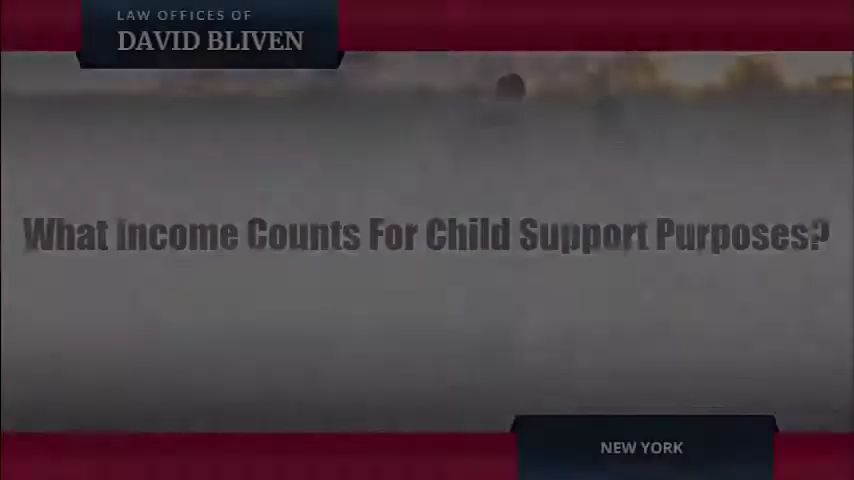 LAW OFFICES OF
DAVID BLIVEN
What Income Counts For Child Support Purposes?
NEW YORK